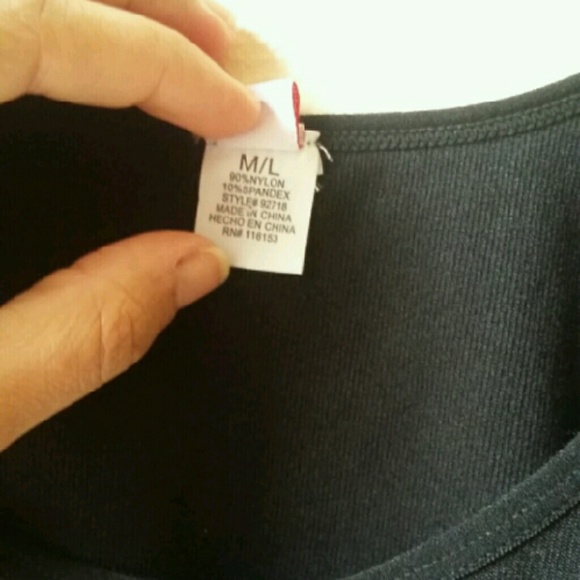 M/L
90%NYLON
10%SPANDEX
STYLE# 92718
MADE IN CHINA
HECHO EN CHINA
RN# 116153